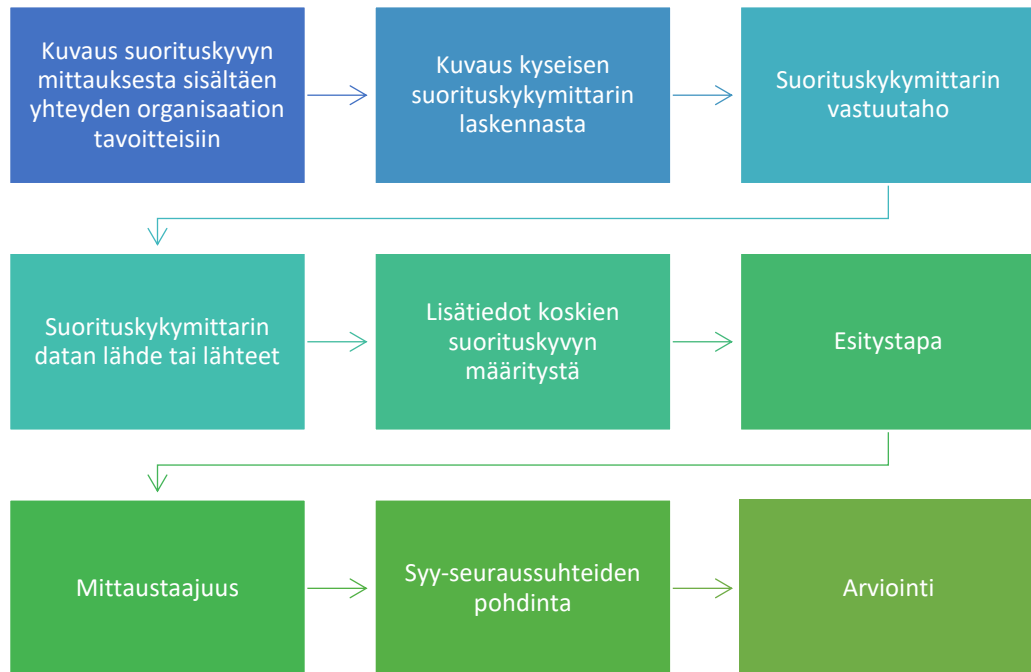 Kuvaus suorituskyvyn
mittauksesta sisältäen
yhteyden organisaation
tavoitteisiin
Kuvaus kyseisen
suorituskykymittarin
laskennasta
Suorituskykymittarin
vastuutaho
Suorituskykymittarin
datan lähde tai lähteet
Lisätiedot koskien
suorituskyvyn
määritystä
Esitystapa
Mittaustaajuus
Syy-seuraussuhteiden
pohdinta
Arviointi